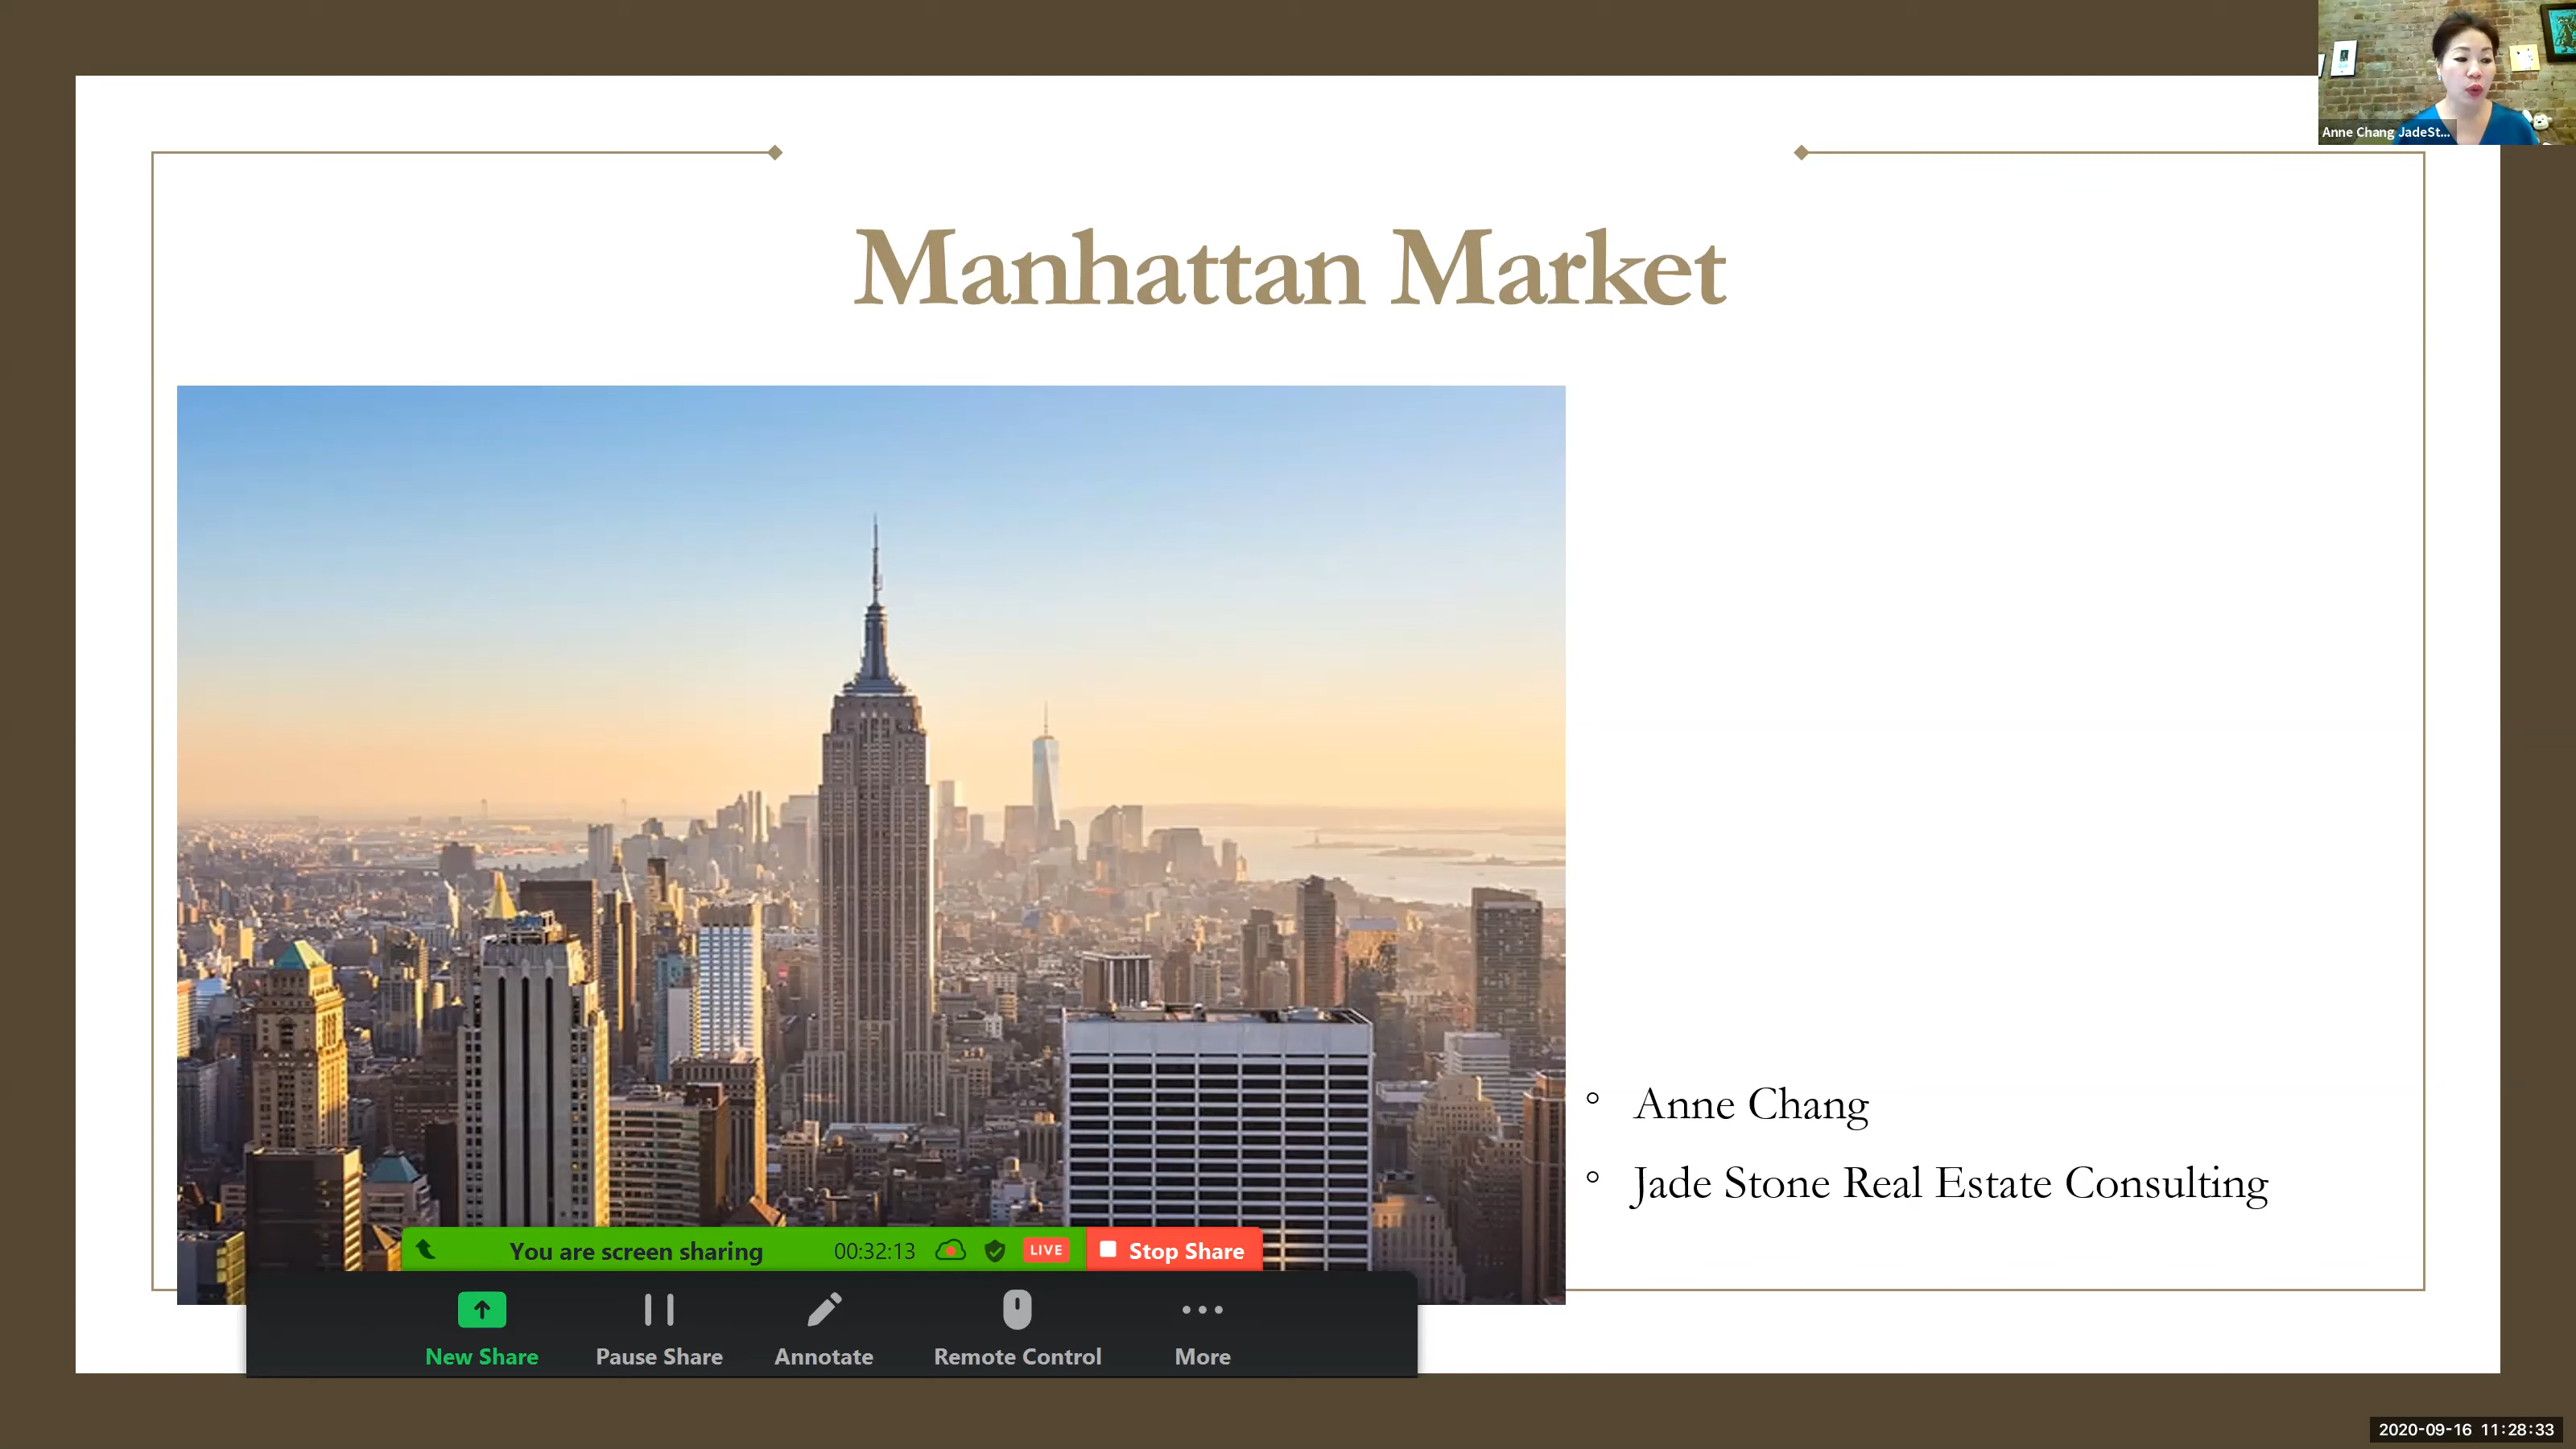 Anne Chang JadeSt...
Manhattan Market
Anne Chang
Jade Stone Real Estate Consulting
You are screen sharing 00:32:13 LIVE Stop Share
New Share Pause Share Annotate Remote Control More
2020-09-16 11:28:33